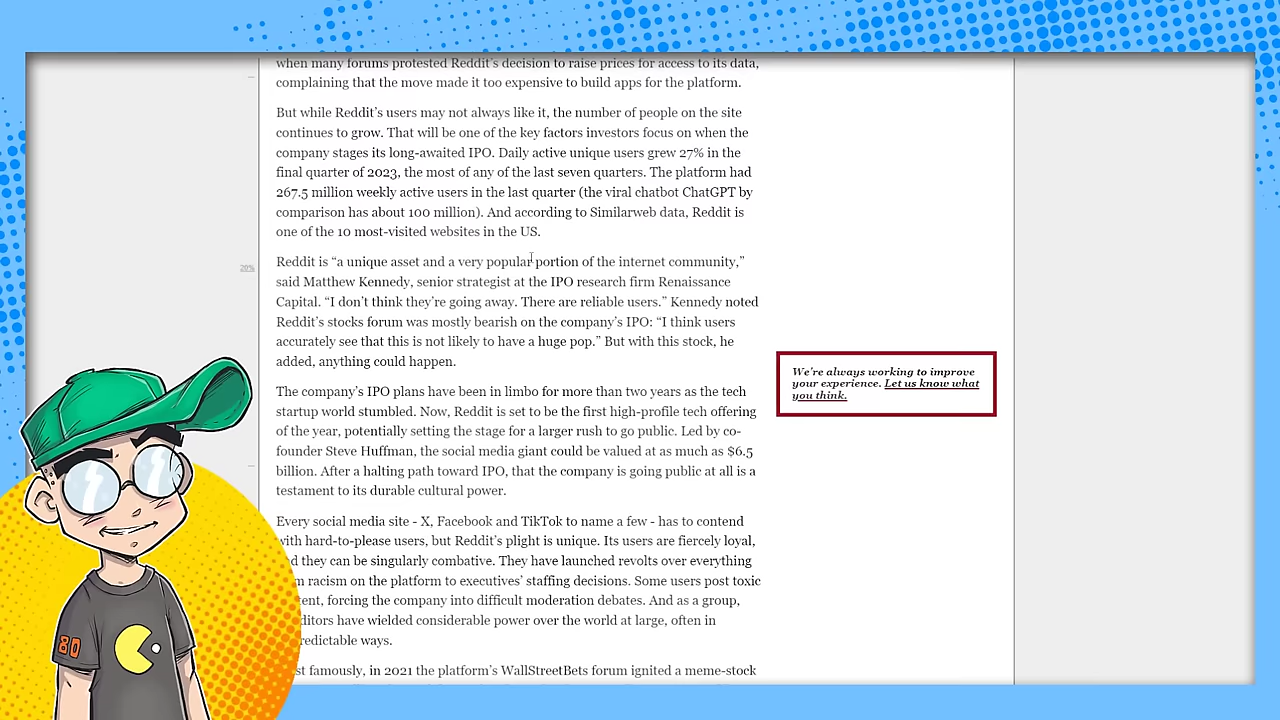 when many forums protested Reddit's decision to raise prices for access to its data,
complaining that the move made it too expensive to build apps for the platform.
But while Reddit's users may not always like it, the number of people on the site
continues to grow. That will be one of the key factors investors focus on when the
company stages its long-awaited IPO. Daily active unique users grew 27% in the
final quarter of 2023, the most of any of the last seven quarters. The platform had
267.5 million weekly active users in the last quarter (the viral chatbot ChatGPT by
comparison has about 100 million). And according to Similarweb data, Reddit is
one of the 10 most-visited websites in the US.
20%
Reddit is “a unique asset and a very popular portion of the internet community,”
said Matthew Kennedy, senior strategist at the IPO research firm Renaissance
Capital. “I don't think they're going away. There are reliable users.” Kennedy noted
Reddit's stocks forum was mostly bearish on the company's IPO: “I think users
accurately see that this is not likely to have a huge pop.” But with this stock, he
added, anything could happen.
We're always working to improve
your experience. Let us know what
you think.
The company's IPO plans have been in limbo for more than two years as the tech
startup world stumbled. Now, Reddit is set to be the first high-profile tech offering
of the year, potentially setting the stage for a larger rush to go public. Led by co-
founder Steve Huffman, the social media giant could be valued at as much as $6.5
billion. After a halting path toward IPO, that the company is going public at all is a
testament to its durable cultural power.
Every social media site - X, Facebook and TikTok to name a few - has to contend
with hard-to-please users, but Reddit's plight is unique. Its users are fiercely loyal,
d they can be singularly combative. They have launched revolts over everything
m racism on the platform to executives' staffing decisions. Some users post toxic
ent, forcing the company into difficult moderation debates. And as a group,
ditors have wielded considerable power over the world at large, often in
redictable ways.
st famously, in 2021 the platform's WallStreetBets forum ignited a meme-stock
80